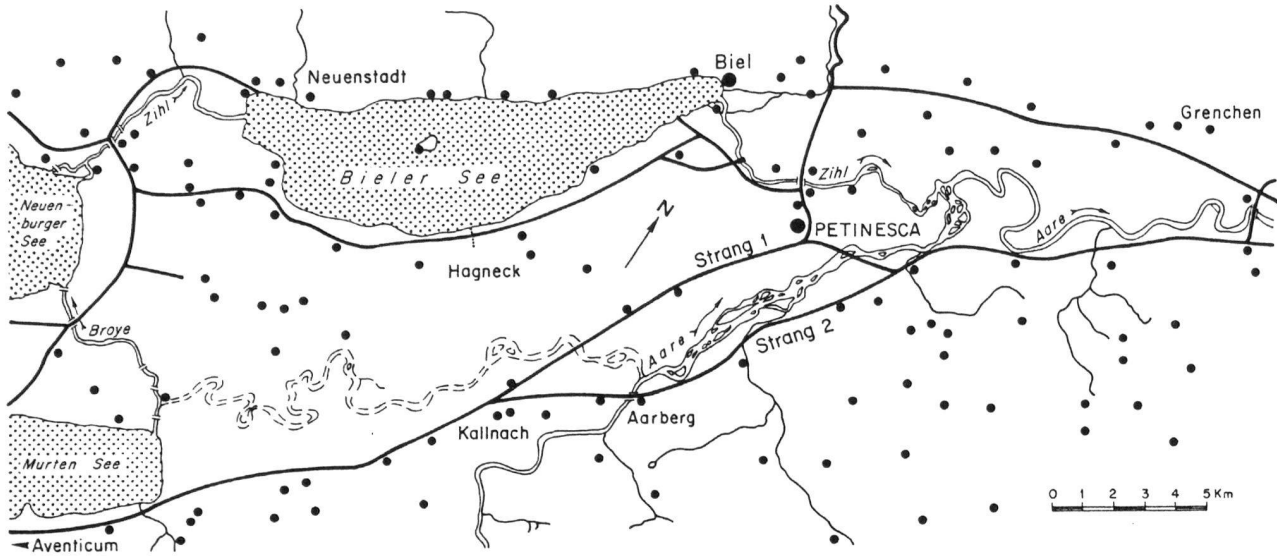 Neuenstadt
Biel
Grenchen
Zihl
Bieler See
Zihl
Neuen-
burger
See
PETINESCA
Aare
Strang 1
Hagneck
N
Aare
Strang 2
Broye
Aarberg
Kallnach
Murten See
0 1 2 3 4 5 Km
Aventicum